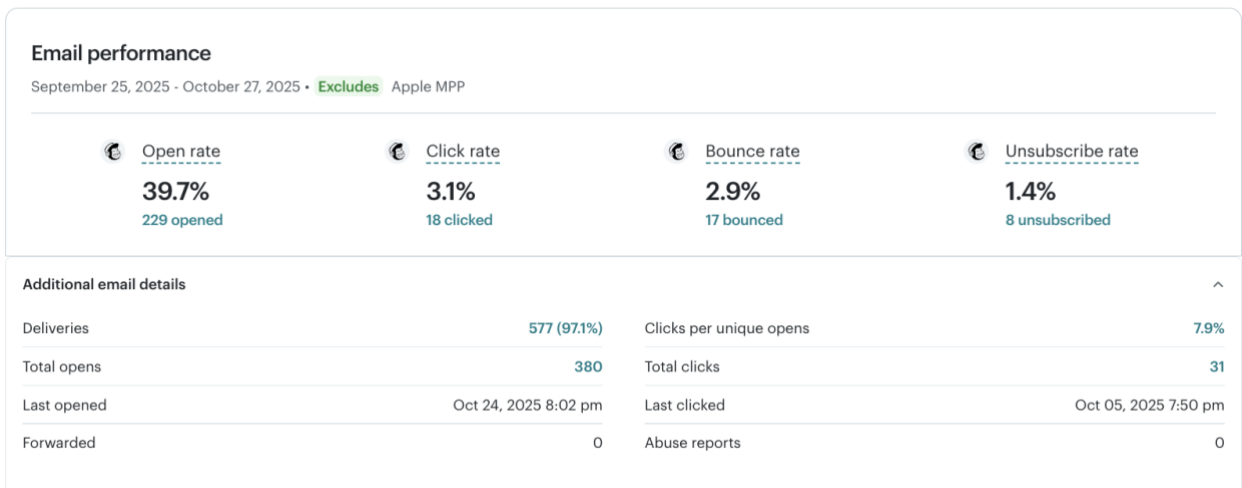 Email performance
September 25, 2025 - October 27, 2025 • Excludes Apple MPP
Open rate
39.7%
229 opened
Click rate
3.1%
18 clicked
Bounce rate
2.9%
17 bounced
Unsubscribe rate
1.4%
8 unsubscribed
Additional email details
Deliveries 577 (97.1%)
Total opens 380
Last opened Oct 24, 2025 8:02 pm
Forwarded 0
Clicks per unique opens 7.9%
Total clicks 31
Last clicked Oct 05, 2025 7:50 pm
Abuse reports 0